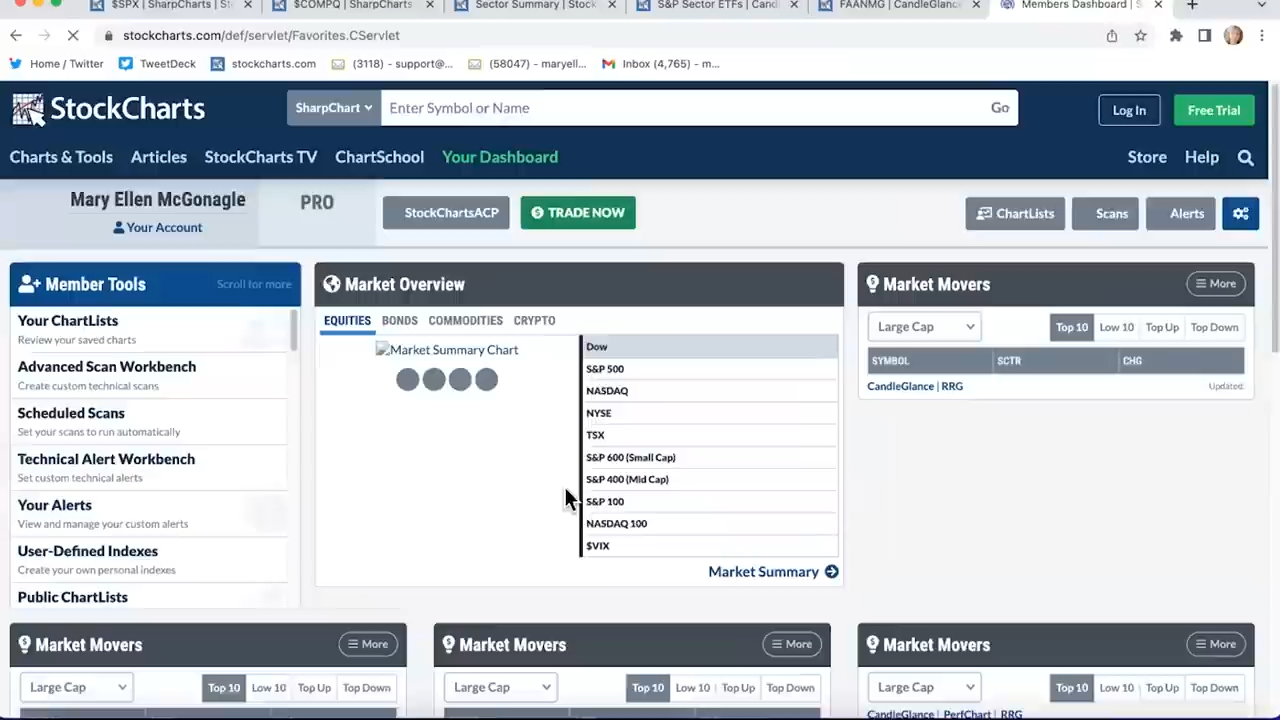 $SPX | SharpCharts | St
$COMPQ | SharpCharts
Sector Summary | Stock
S&P Sector ETFs | Cand
FAANMG | CandleGlance
Members Dashboard | S
stockcharts.com/def/servlet/Favorites.CServlet
Home / Twitter
TweetDeck
stockcharts.com
(3118) - support@...
(58047) - maryell...
Inbox (4,765) - m...
StockCharts
SharpChart
Enter Symbol or Name
Go
Log In
Free Trial
Charts & Tools
Articles
StockCharts TV
ChartSchool
Your Dashboard
Store
Help
Mary Ellen McGonagle
Your Account
PRO
StockChartsACP
TRADE NOW
ChartLists
Scans
Alerts
Member Tools
Scroll for more
Your ChartLists
Review your saved charts
Advanced Scan Workbench
Create custom technical scans
Scheduled Scans
Set your scans to run automatically
Technical Alert Workbench
Set custom technical alerts
Your Alerts
View and manage your custom alerts
User-Defined Indexes
Create your own personal indexes
Public ChartLists
Market Overview
EQUITIES
BONDS
COMMODITIES
CRYPTO
Market Summary Chart
Dow
S&P 500
NASDAQ
NYSE
TSX
S&P 600 (Small Cap)
S&P 400 (Mid Cap)
S&P 100
NASDAQ 100
$VIX
Market Summary
Market Movers
More
Large Cap
Top 10
Low 10
Top Up
Top Down
SYMBOL
SCTR
CHG
CandleGlance | RRG
Updated:
Market Movers
More
Large Cap
Top 10
Low 10
Top Up
Top Down
Market Movers
More
Large Cap
Top 10
Low 10
Top Up
Top Down
Market Movers
More
Large Cap
Top 10
Low 10
Top Up
Top Down
CandleGlance | PerfChart | RRG